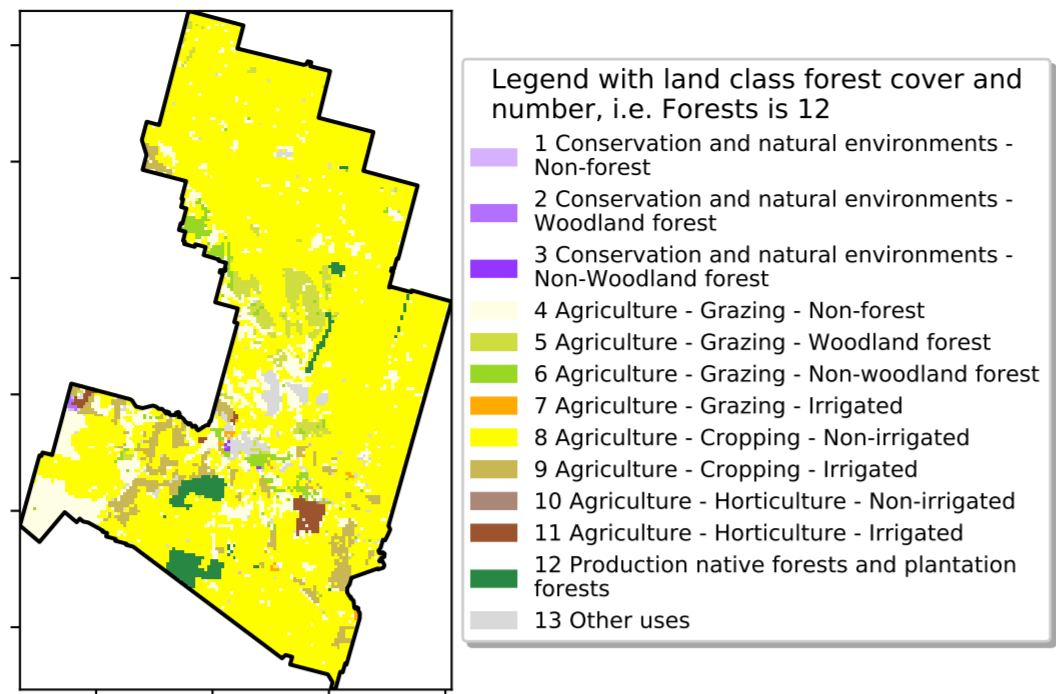 Legend with land class forest cover and
number, i.e. Forests is 12
1 Conservation and natural environments -
Non-forest
2 Conservation and natural environments -
Woodland forest
3 Conservation and natural environments -
Non-Woodland forest
4 Agriculture - Grazing - Non-forest
5 Agriculture - Grazing - Woodland forest
6 Agriculture - Grazing - Non-woodland forest
7 Agriculture - Grazing - Irrigated
8 Agriculture - Cropping - Non-irrigated
9 Agriculture - Cropping - Irrigated
10 Agriculture - Horticulture - Non-irrigated
11 Agriculture - Horticulture - Irrigated
12 Production native forests and plantation
forests
13 Other uses